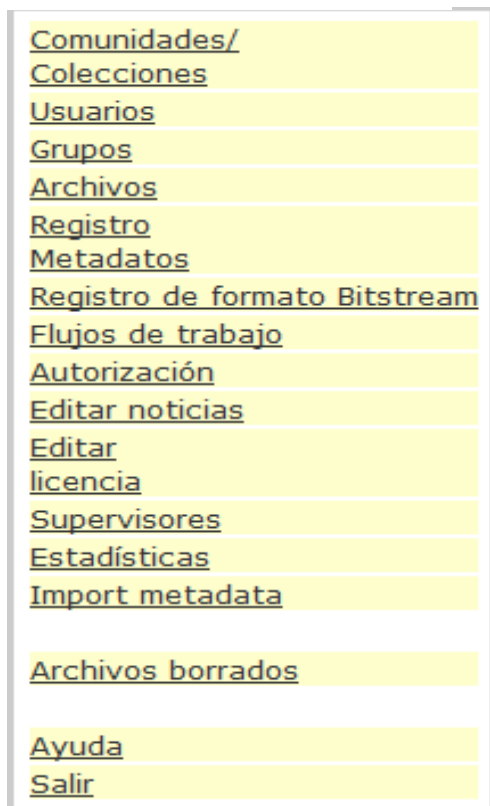 Comunidades/
Colecciones
Usuarios
Grupos
Archivos
Registro
Metadatos
Registro de formato Bitstream
Flujos de trabajo
Autorización
Editar noticias
Editar
licencia
Supervisores
Estadísticas
Import metadata
Archivos borrados
Ayuda
Salir